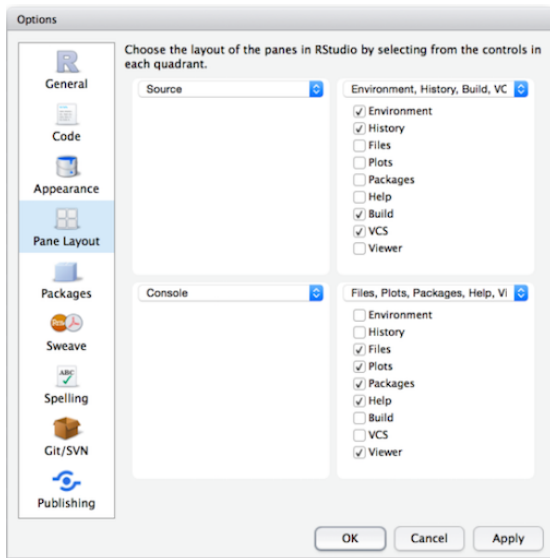 Options
Choose the layout of the panes in RStudio by selecting from the controls in
each quadrant.
R
General
Code
Appearance
Pane Layout
Packages
Sweave
ABC
Spelling
Git/SVN
Publishing
Source
Environment, History, Build, VC
Environment
History
Files
Plots
Packages
Help
Build
VCS
Viewer
Console
Files, Plots, Packages, Help, Vi
Environment
History
Files
Plots
Packages
Help
Build
VCS
Viewer
OK
Cancel
Apply